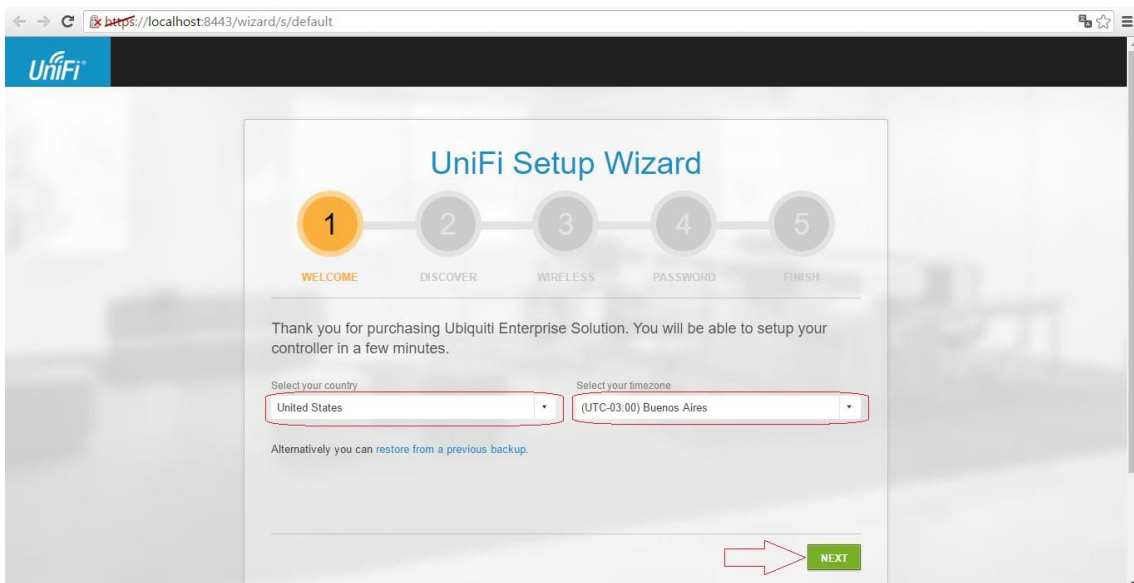 https://localhost:8443/wizard/s/default
UniFi
UniFi Setup Wizard
1
2
3
4
5
WELCOME
DISCOVER
WIRELESS
PASSWORD
FINISH
Thank you for purchasing Ubiquiti Enterprise Solution. You will be able to setup your
controller in a few minutes.
Select your country
Select your timezone
United States
(UTC-03:00) Buenos Aires
Alternatively you can restore from a previous backup.
NEXT